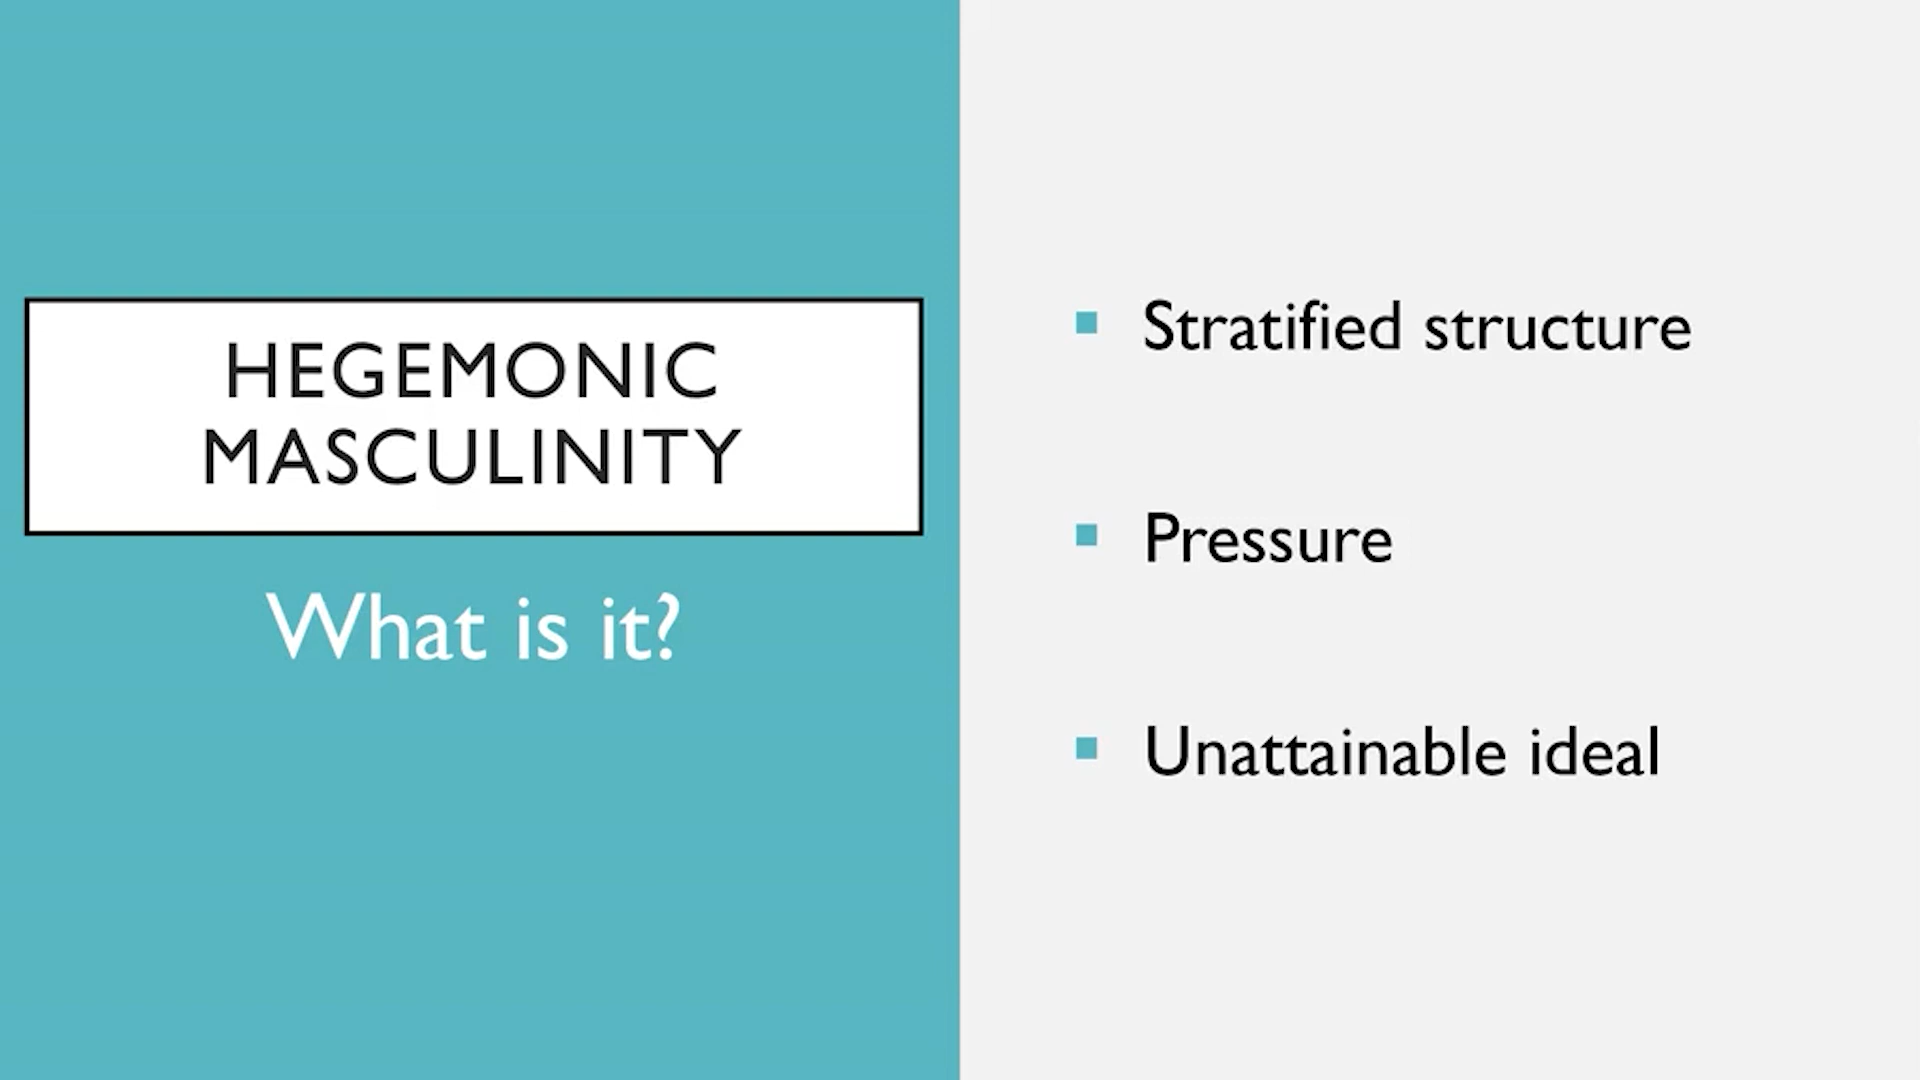 HEGEMONIC
MASCULINITY
What is it?
Stratified structure
Pressure
Unattainable ideal